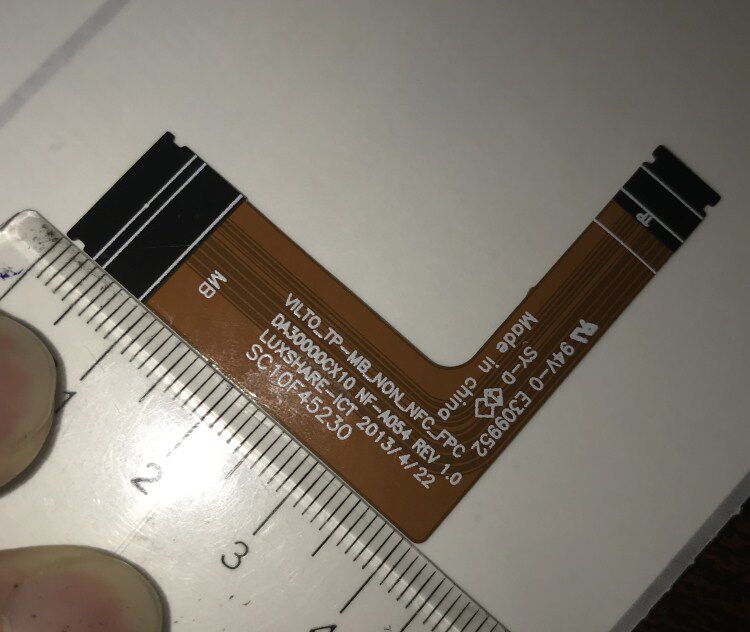 MB
VILTO_TP-MB_NON_NFC_FPC
DA30000CX10 NF-A054 REV 1.0
LUXSHARE-ICT 2013/4/22
SC10F45230
TP
Made in china
SY-D
94V-0 E309952
2
3